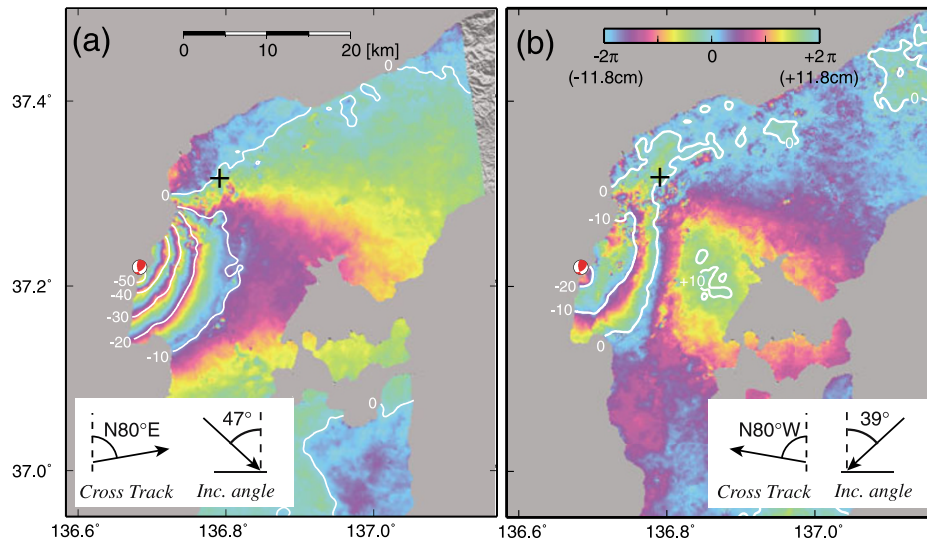 (a)
0 10 20 [km]
37.4°
37.2°
37.0°
0
0
-50
-40
-30
-20
-10
0
N80°E
47°
Cross Track
Inc. angle
136.6° 136.8° 137.0°
(b)
-2π 0 +2π
(-11.8cm) (+11.8cm)
0
0
0
-10
-20
-10
0
+10
N80°W
39°
Cross Track
Inc. angle
136.6° 136.8° 137.0°